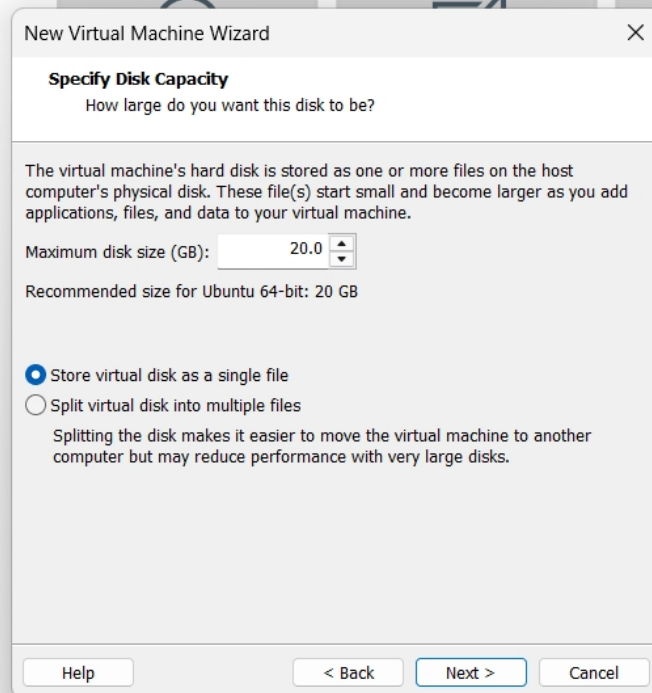 New Virtual Machine Wizard
Specify Disk Capacity
How large do you want this disk to be?
The virtual machine's hard disk is stored as one or more files on the host
computer's physical disk. These file(s) start small and become larger as you add
applications, files, and data to your virtual machine.
Maximum disk size (GB): 20.0
Recommended size for Ubuntu 64-bit: 20 GB
Store virtual disk as a single file
Split virtual disk into multiple files
Splitting the disk makes it easier to move the virtual machine to another
computer but may reduce performance with very large disks.
Help < Back Next > Cancel